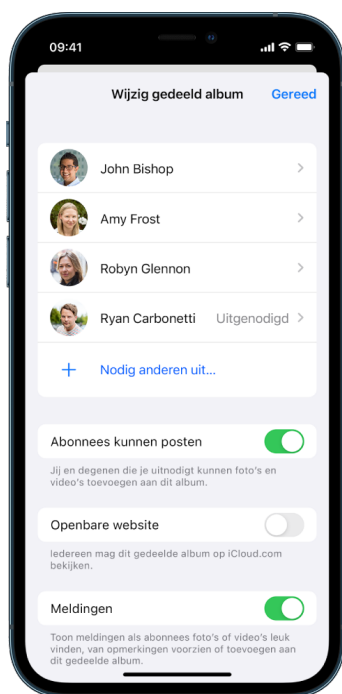 09:41
Wijzig gedeeld album Gereed
John Bishop
Amy Frost
Robyn Glennon
Ryan Carbonetti Uitgenodigd
+ Nodig anderen uit...
Abonnees kunnen posten
Jij en degenen die je uitnodigt kunnen foto's en
video's toevoegen aan dit album.
Openbare website
Iedereen mag dit gedeelde album op iCloud.com
bekijken.
Meldingen
Toon meldingen als abonnees foto's of video's leuk
vinden, van opmerkingen voorzien of toevoegen aan
dit gedeelde album.